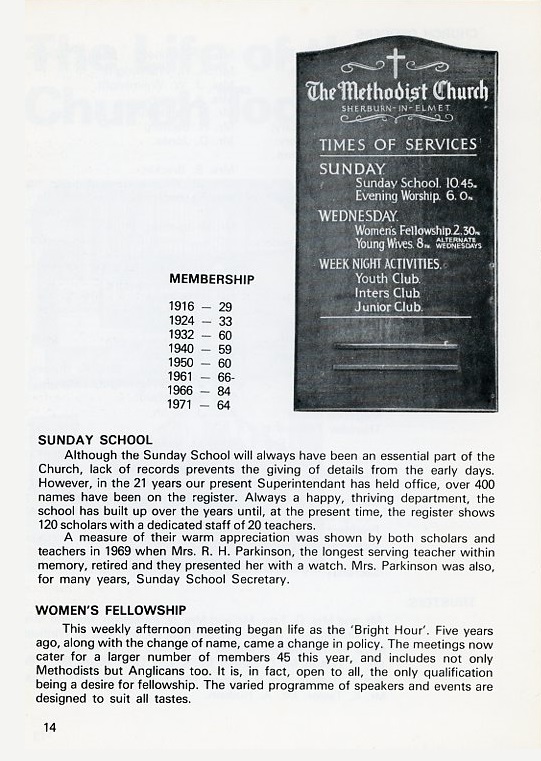 The Methodist Church
SHERBURN-IN-ELMET
TIMES OF SERVICES
SUNDAY
Sunday School. 10.45.
Evening Worship. 6.0.
WEDNESDAY.
Women's Fellowship. 2.30.
Young Wives. 8. ALTERNATE WEDNESDAYS
WEEK NIGHT ACTIVITIES.
Youth Club.
Inters Club
Junior Club.
MEMBERSHIP
1916 — 29
1924 — 33
1932 — 60
1940 — 59
1950 — 60
1961 — 66-
1966 — 84
1971 — 64
SUNDAY SCHOOL
Although the Sunday School will always have been an essential part of the
Church, lack of records prevents the giving of details from the early days.
However, in the 21 years our present Superintendant has held office, over 400
names have been on the register. Always a happy, thriving department, the
school has built up over the years until, at the present time, the register shows
120 scholars with a dedicated staff of 20 teachers.
A measure of their warm appreciation was shown by both scholars and
teachers in 1969 when Mrs. R. H. Parkinson, the longest serving teacher within
memory, retired and they presented her with a watch. Mrs. Parkinson was also,
for many years, Sunday School Secretary.
WOMEN'S FELLOWSHIP
This weekly afternoon meeting began life as the 'Bright Hour'. Five years
ago, along with the change of name, came a change in policy. The meetings now
cater for a larger number of members 45 this year, and includes not only
Methodists but Anglicans too. It is, in fact, open to all, the only qualification
being a desire for fellowship. The varied programme of speakers and events are
designed to suit all tastes.
14